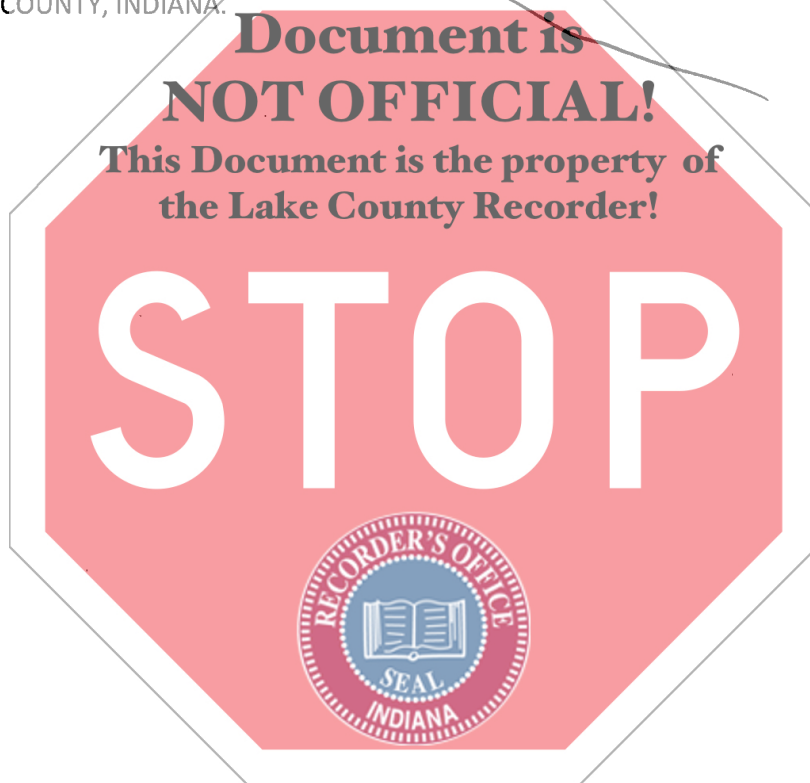 COUNTY, INDIANA.
Document is
NOT OFFICIAL!
This Document is the property of
the Lake County Recorder!
STOP
RECORDER'S OFFICE
SEAL
INDIANA